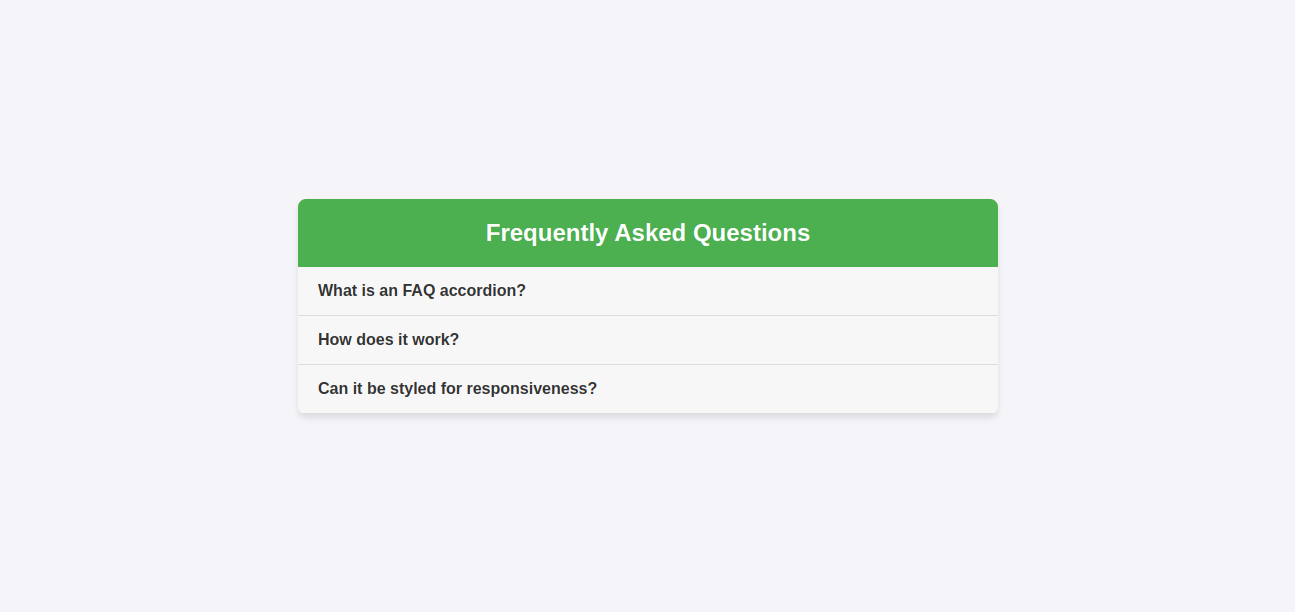 Frequently Asked Questions
What is an FAQ accordion?
How does it work?
Can it be styled for responsiveness?